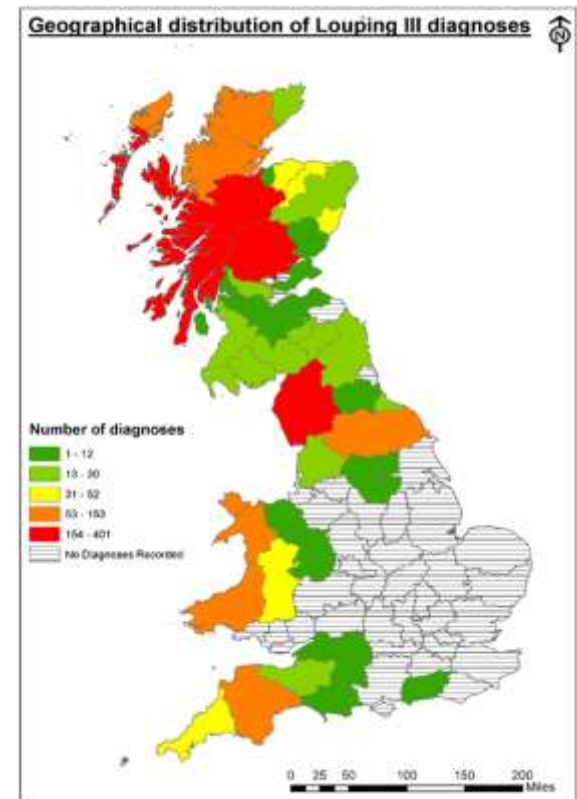 Geographical distribution of Louping Ill diagnoses
N
Number of diagnoses
1 - 12
13 - 30
31 - 52
53 - 153
154 - 401
No Diagnoses Recorded
0 25 50 100 150 200
Miles